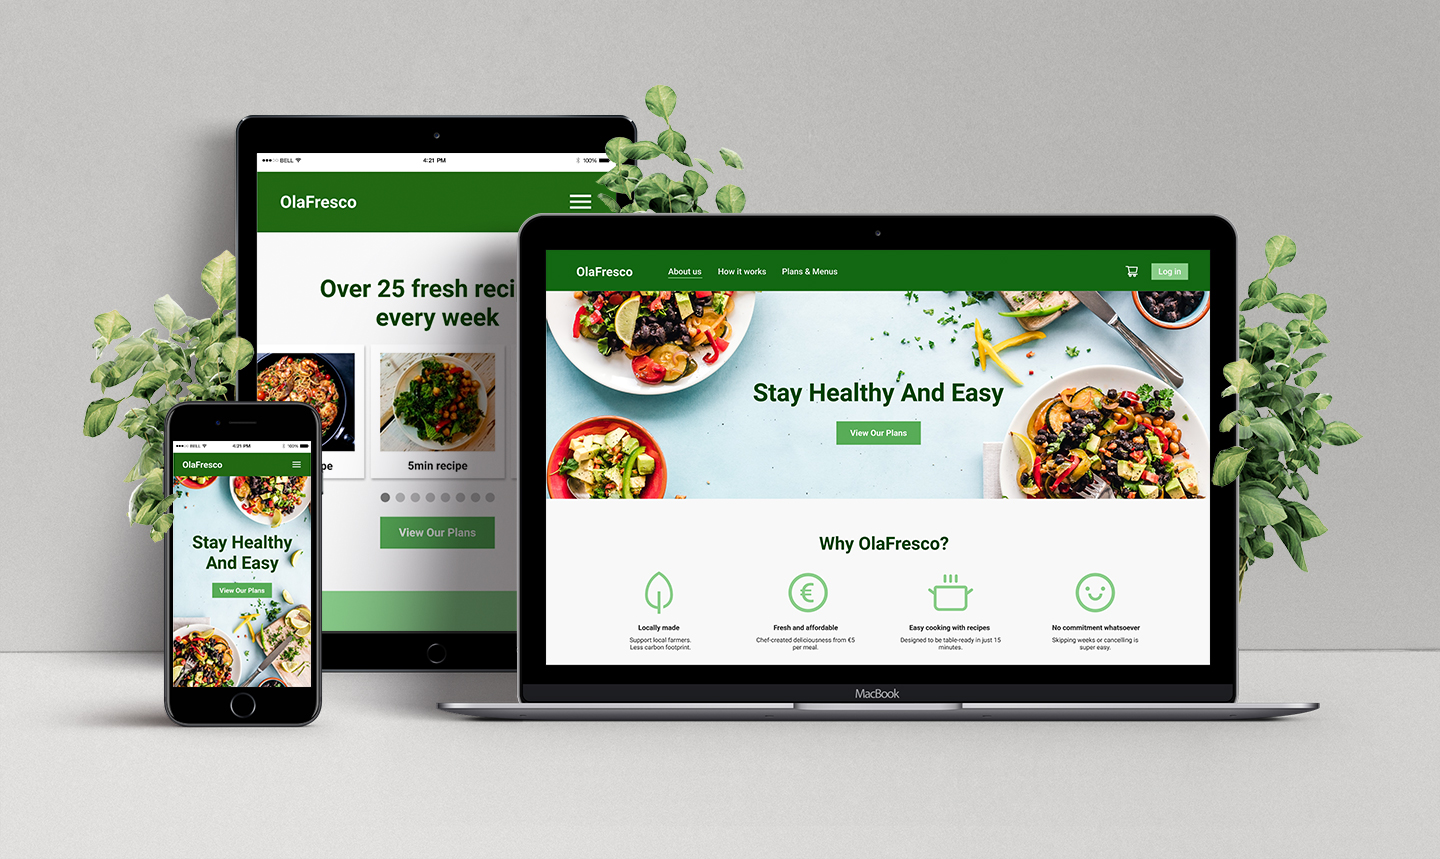 BELL
4:21 PM
100%
OlaFresco
Over 25 fresh reci
every week
pe
5min recipe
View Our Plans
BELL
4:21 PM
100%
OlaFresco
Stay Healthy
And Easy
View Our Plans
OlaFresco
About us
How it works
Plans & Menus
Log in
Stay Healthy And Easy
View Our Plans
Why OlaFresco?
€
Locally made
Support local farmers.
Less carbon footprint.
Fresh and affordable
Chef-created deliciousness from €5
per meal.
Easy cooking with recipes
Designed to be table-ready in just 15
minutes.
No commitment whatsoever
Skipping weeks or cancelling is
super easy.
MacBook